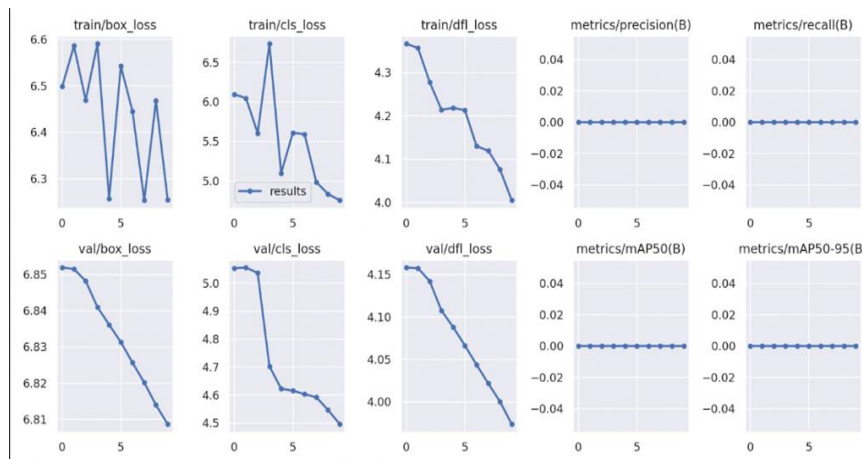 train/box_loss train/cls_loss train/dfl_loss metrics/precision(B) metrics/recall(B)
6.6 6.5 4.3 0.04 0.04
6.5 6.0 0.02 0.02
6.4 5.5 4.2 0.00 0.00
6.3 5.0 4.1 −0.02 −0.02
results 4.0 −0.04 −0.04
0 5 0 5 0 5 0 5 0 5
val/box_loss val/cls_loss val/dfl_loss metrics/mAP50(B) metrics/mAP50-95(B
6.85 5.0 4.15 0.04 0.04
6.84 4.9 4.10 0.02 0.02
6.83 4.8 4.05 0.00 0.00
6.82 4.7 4.00 −0.02 −0.02
6.81 4.6 −0.04 −0.04
4.5
0 5 0 5 0 5 0 5 0 5